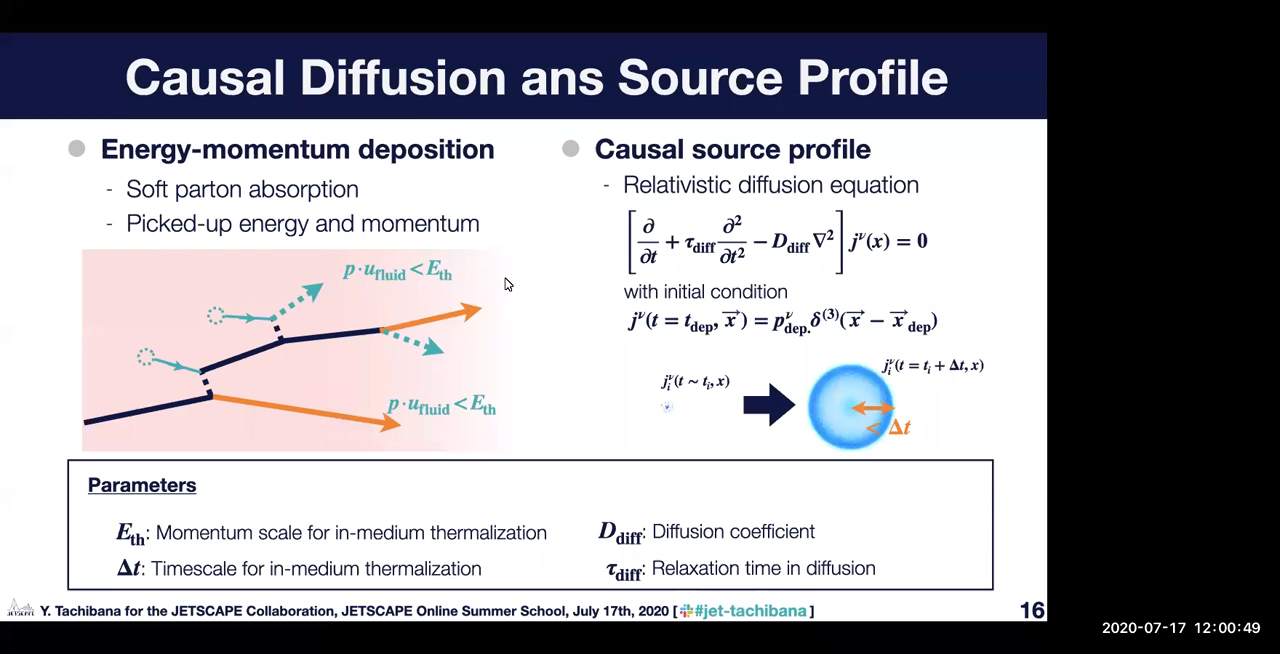 Causal Diffusion ans Source Profile
Energy-momentum deposition
- Soft parton absorption
- Picked-up energy and momentum
p·u_fluid < E_th
p·u_fluid < E_th
Causal source profile
- Relativistic diffusion equation
[∂/∂t + τ_diff ∂²/∂t² − D_diff ∇²] j^ν(x) = 0
with initial condition
j^ν(t = t_dep, x⃗) = p^ν_dep. δ^(3)(x⃗ − x⃗_dep)
j_i^ν(t ~ t_i, x)
j_i^ν(t = t_i + Δt, x)
< Δt
Parameters
E_th: Momentum scale for in-medium thermalization
Δt: Timescale for in-medium thermalization
D_diff: Diffusion coefficient
τ_diff: Relaxation time in diffusion
JETSCAPE
Y. Tachibana for the JETSCAPE Collaboration, JETSCAPE Online Summer School, July 17th, 2020 [ #jet-tachibana ]
16
2020-07-17 12:00:49